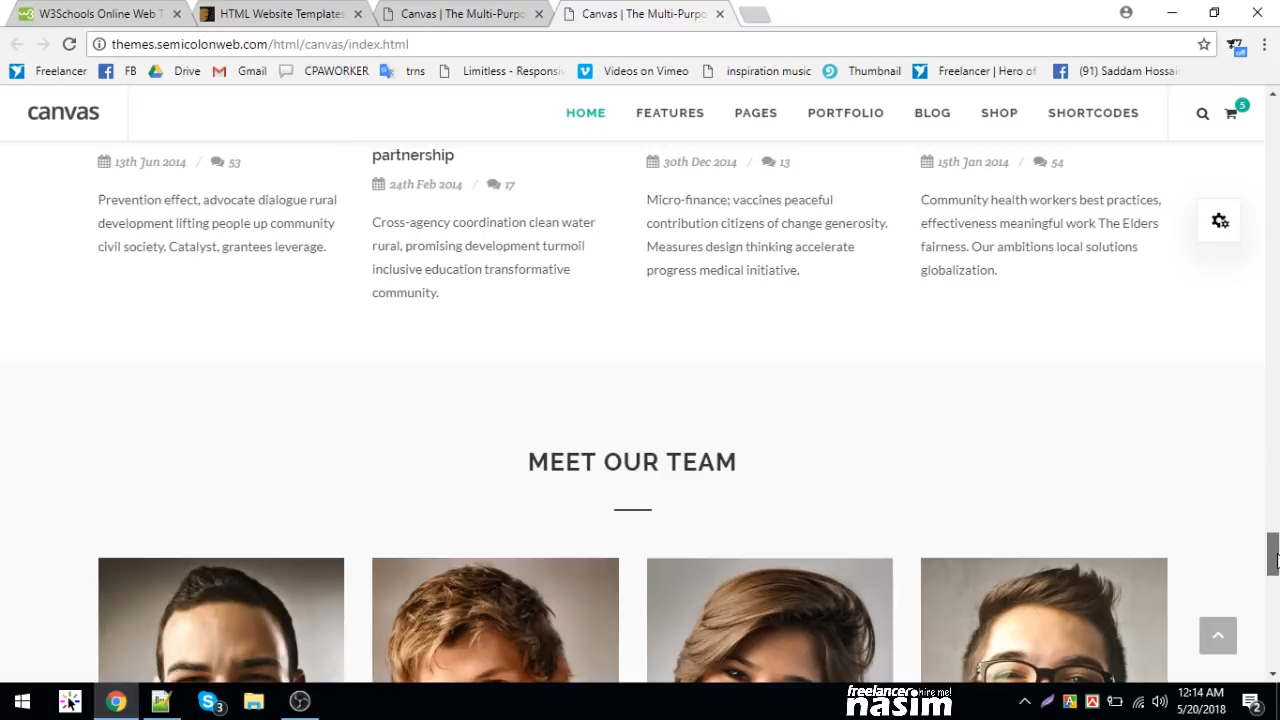 W3Schools Online Web T
HTML Website Templates
Canvas | The Multi-Purpo
Canvas | The Multi-Purpo
themes.semicolonweb.com/html/canvas/index.html
Freelancer
FB
Drive
Gmail
CPAWORKER
trns
Limitless - Responsi
Videos on Vimeo
inspiration music
Thumbnail
Freelancer | Hero of
(91) Saddam Hossai
off
canvas
HOME
FEATURES
PAGES
PORTFOLIO
BLOG
SHOP
SHORTCODES
5
13th Jun 2014 / 53
Prevention effect, advocate dialogue rural
development lifting people up community
civil society. Catalyst, grantees leverage.
partnership
24th Feb 2014 / 17
Cross-agency coordination clean water
rural, promising development turmoil
inclusive education transformative
community.
30th Dec 2014 / 13
Micro-finance; vaccines peaceful
contribution citizens of change generosity.
Measures design thinking accelerate
progress medical initiative.
15th Jan 2014 / 54
Community health workers best practices,
effectiveness meaningful work The Elders
fairness. Our ambitions local solutions
globalization.
MEET OUR TEAM
3
hire me!
nasim
12:14 AM
5/20/2018
2